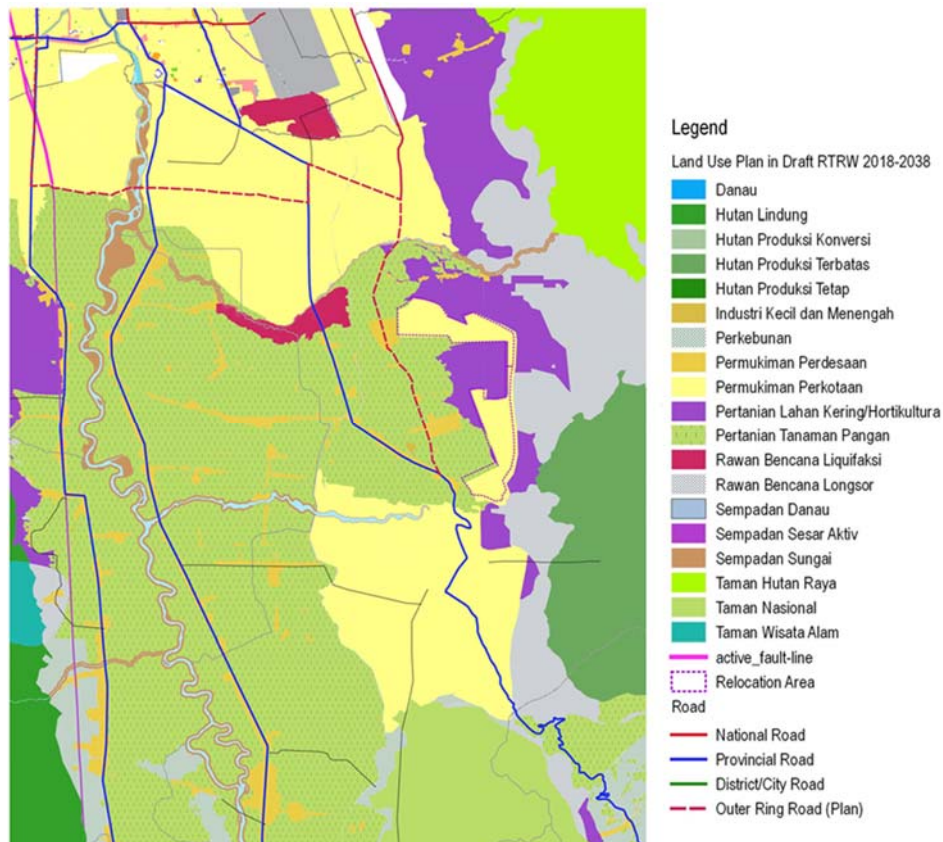 Legend
Land Use Plan in Draft RTRW 2018-2038
Danau
Hutan Lindung
Hutan Produksi Konversi
Hutan Produksi Terbatas
Hutan Produksi Tetap
Industri Kecil dan Menengah
Perkebunan
Permukiman Perdesaan
Permukiman Perkotaan
Pertanian Lahan Kering/Hortikultura
Pertanian Tanaman Pangan
Rawan Bencana Liquifaksi
Rawan Bencana Longsor
Sempadan Danau
Sempadan Sesar Aktiv
Sempadan Sungai
Taman Hutan Raya
Taman Nasional
Taman Wisata Alam
active_fault-line
Relocation Area
Road
National Road
Provincial Road
District/City Road
Outer Ring Road (Plan)